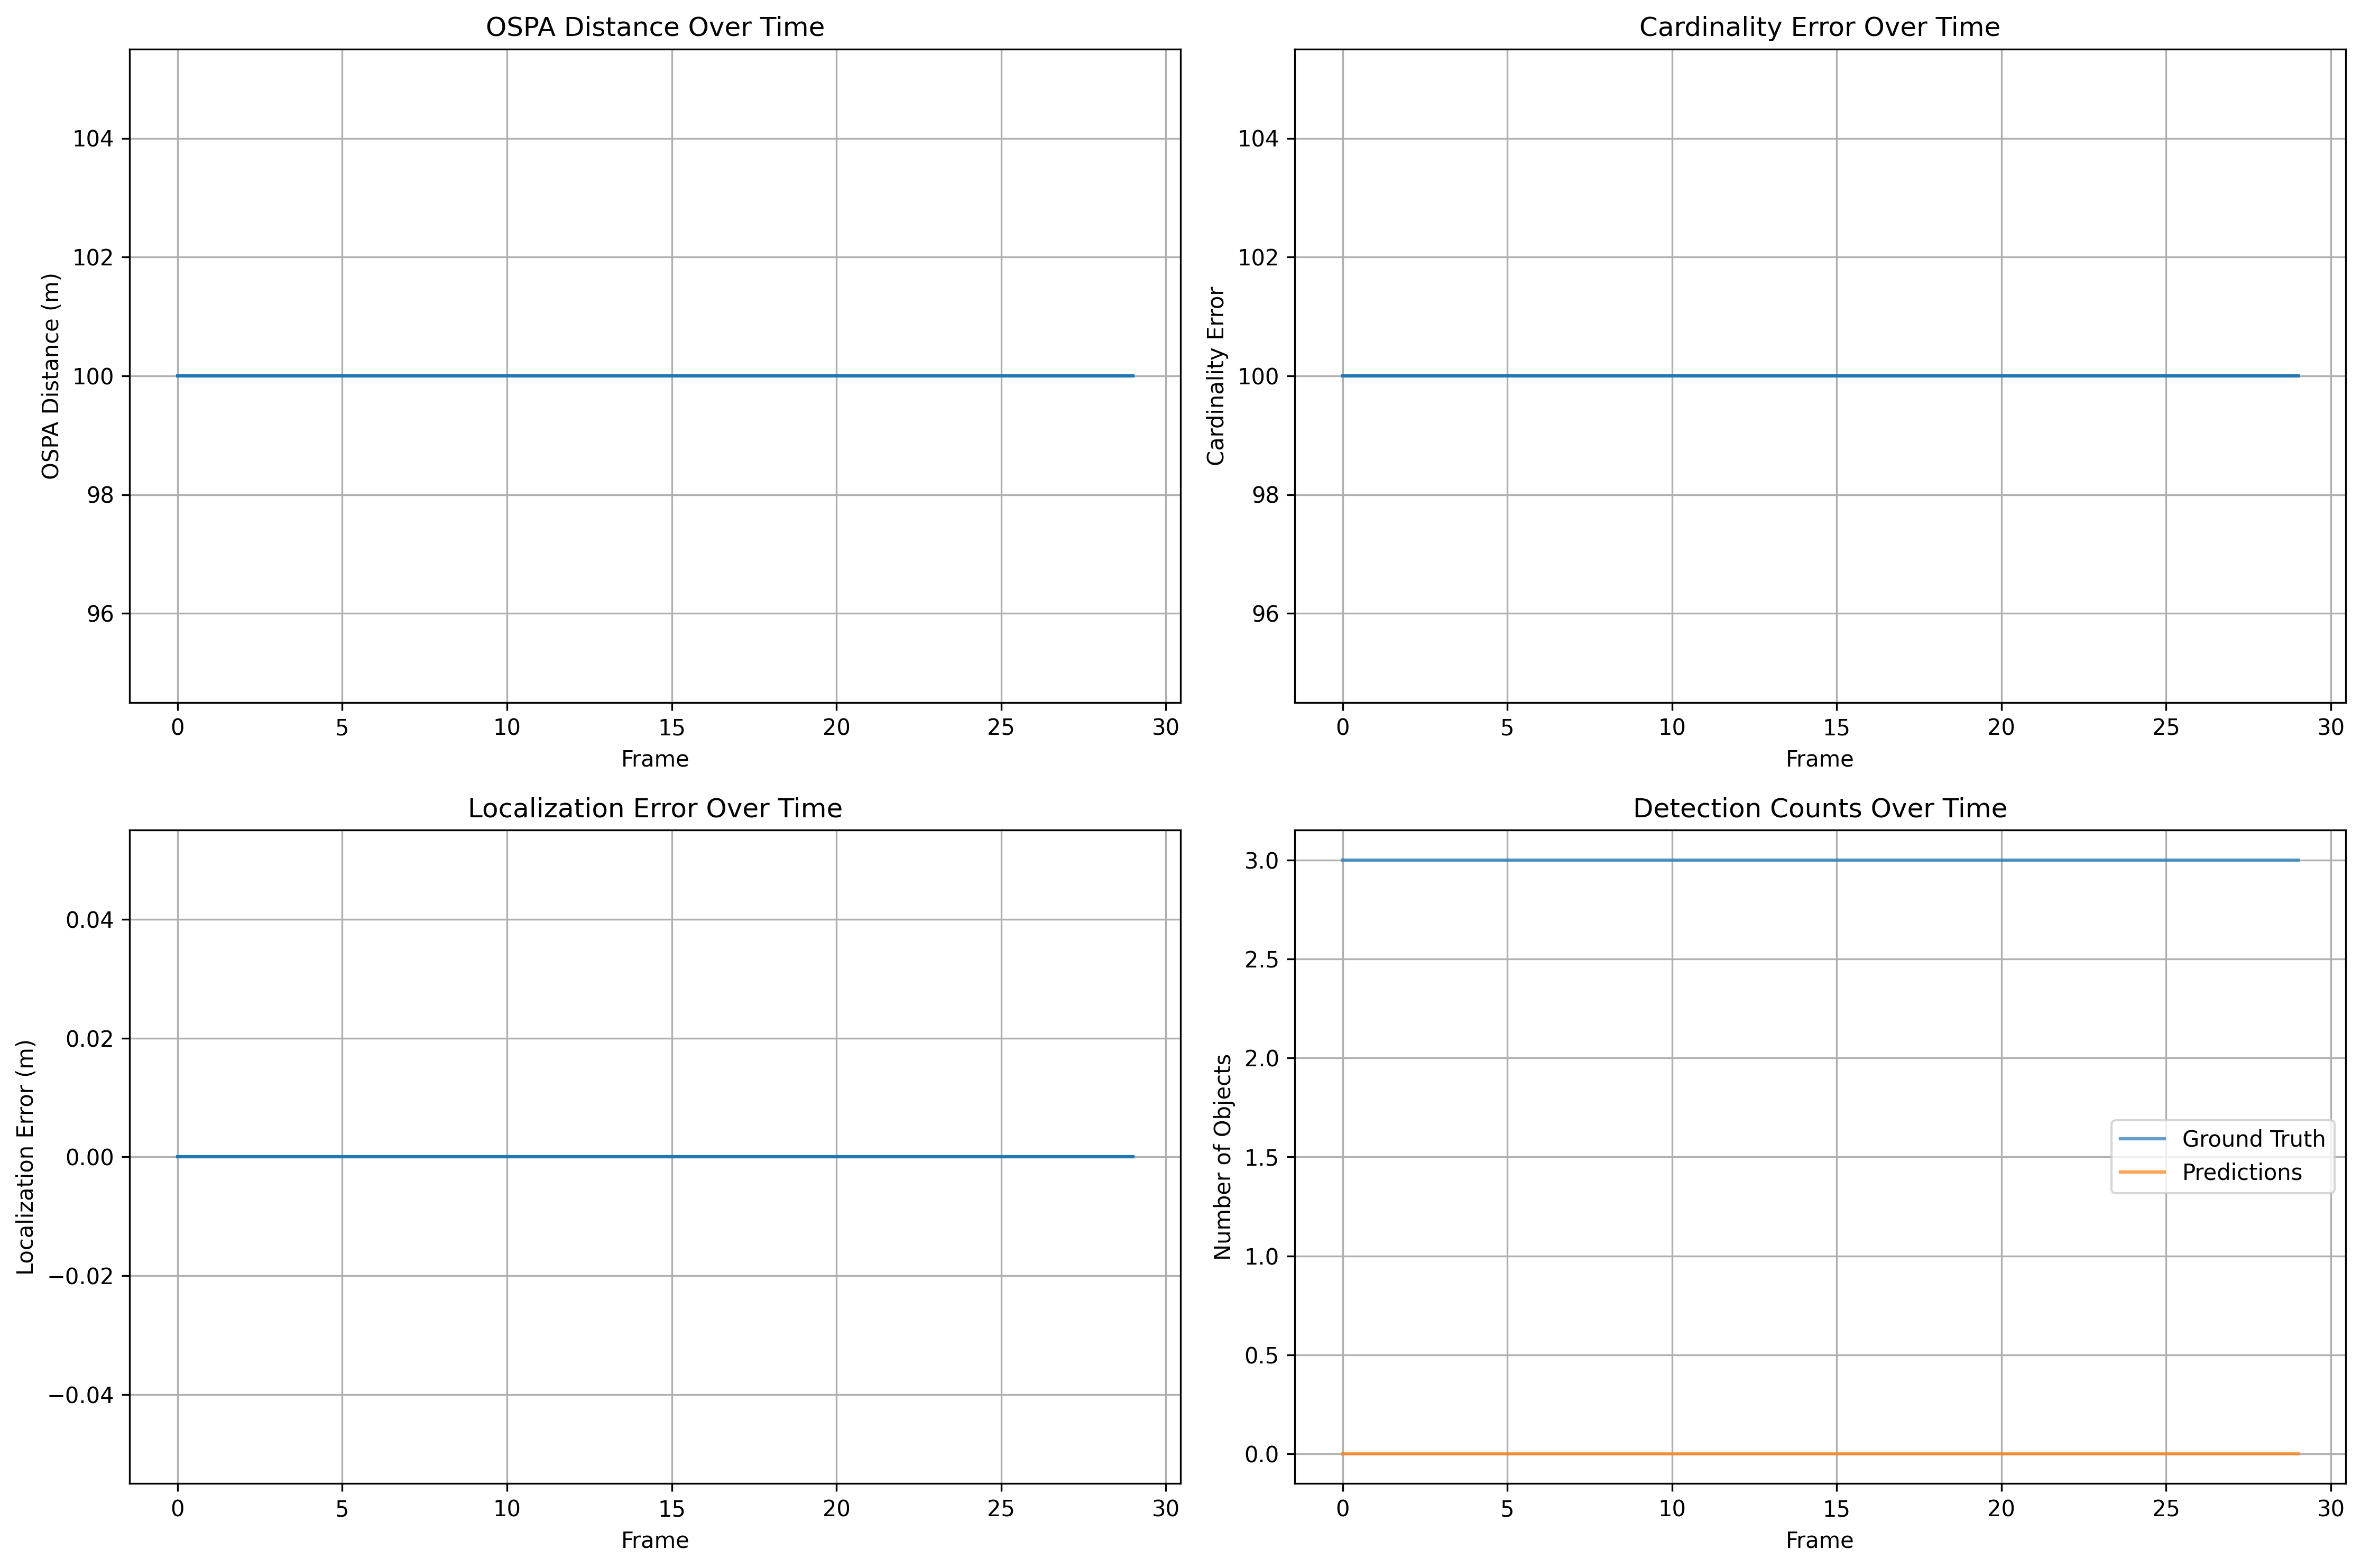 OSPA Distance Over Time
OSPA Distance (m)
104
102
100
98
96
0 5 10 15 20 25 30
Frame
Cardinality Error Over Time
Cardinality Error
104
102
100
98
96
0 5 10 15 20 25 30
Frame
Localization Error Over Time
Localization Error (m)
0.04
0.02
0.00
−0.02
−0.04
0 5 10 15 20 25 30
Frame
Detection Counts Over Time
Number of Objects
3.0
2.5
2.0
1.5
1.0
0.5
0.0
Ground Truth
Predictions
0 5 10 15 20 25 30
Frame